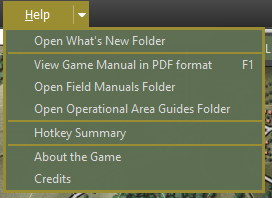 Help
Open What's New Folder
View Game Manual in PDF format F1
Open Field Manuals Folder
Open Operational Area Guides Folder
Hotkey Summary
About the Game
Credits